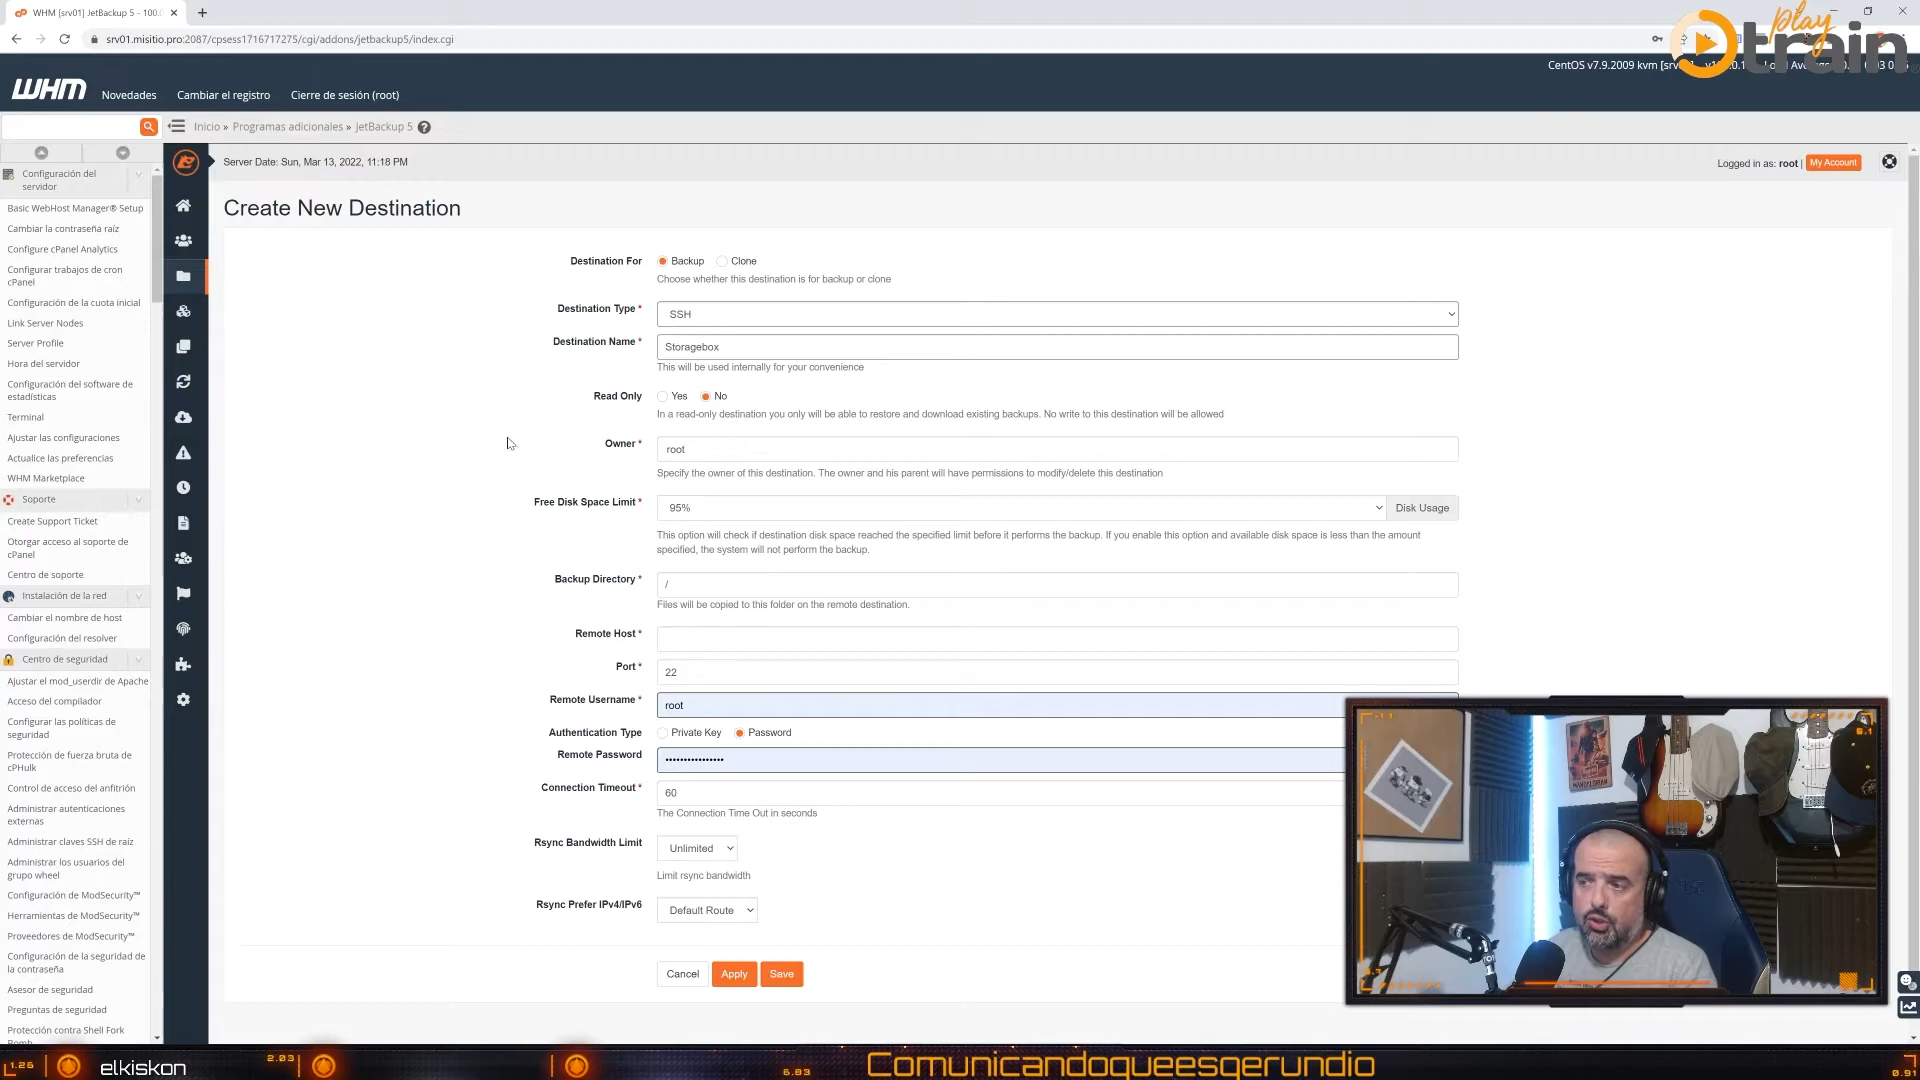 WHM [srv01] JetBackup 5 - 100.
srv01.misitio.pro:2087/cpsess1716717275/cgi/addons/jetbackup5/index.cgi
play
train
CentOS v7.9.2009 kvm
WHM
Novedades
Cambiar el registro
Cierre de sesión (root)
Inicio » Programas adicionales » JetBackup 5
Server Date: Sun, Mar 13, 2022, 11:18 PM
Logged in as: root | My Account
Configuración del
servidor
Basic WebHost Manager® Setup
Cambiar la contraseña raíz
Configure cPanel Analytics
Configurar trabajos de cron
cPanel
Configuración de la cuota inicial
Link Server Nodes
Server Profile
Hora del servidor
Configuración del software de
estadísticas
Terminal
Ajustar las configuraciones
Actualice las preferencias
WHM Marketplace
Soporte
Create Support Ticket
Otorgar acceso al soporte de
cPanel
Centro de soporte
Instalación de la red
Cambiar el nombre de host
Configuración del resolver
Centro de seguridad
Ajustar el mod_userdir de Apache
Acceso del compilador
Configurar las políticas de
seguridad
Protección de fuerza bruta de
cPHulk
Control de acceso del anfitrión
Administrar autenticaciones
externas
Administrar claves SSH de raíz
Administrar los usuarios del
grupo wheel
Configuración de ModSecurity™
Herramientas de ModSecurity™
Proveedores de ModSecurity™
Configuración de la seguridad de
la contraseña
Asesor de seguridad
Preguntas de seguridad
Protección contra Shell Fork
Bomb
Create New Destination
Destination For
Backup
Clone
Choose whether this destination is for backup or clone
Destination Type *
SSH
Destination Name *
Storagebox
This will be used internally for your convenience
Read Only
Yes
No
In a read-only destination you only will be able to restore and download existing backups. No write to this destination will be allowed
Owner *
root
Specify the owner of this destination. The owner and his parent will have permissions to modify/delete this destination
Free Disk Space Limit *
95%
Disk Usage
This option will check if destination disk space reached the specified limit before it performs the backup. If you enable this option and available disk space is less than the amount
specified, the system will not perform the backup.
Backup Directory *
/
Files will be copied to this folder on the remote destination.
Remote Host *
Port *
22
Remote Username *
root
Authentication Type
Private Key
Password
Remote Password
••••••••••••••••
Connection Timeout *
60
The Connection Time Out in seconds
Rsync Bandwidth Limit
Unlimited
Limit rsync bandwidth
Rsync Prefer IPv4/IPv6
Default Route
Cancel
Apply
Save
1.26
elkiskon
2.03
6.83
Comunicandoqueesgerundio
0.91